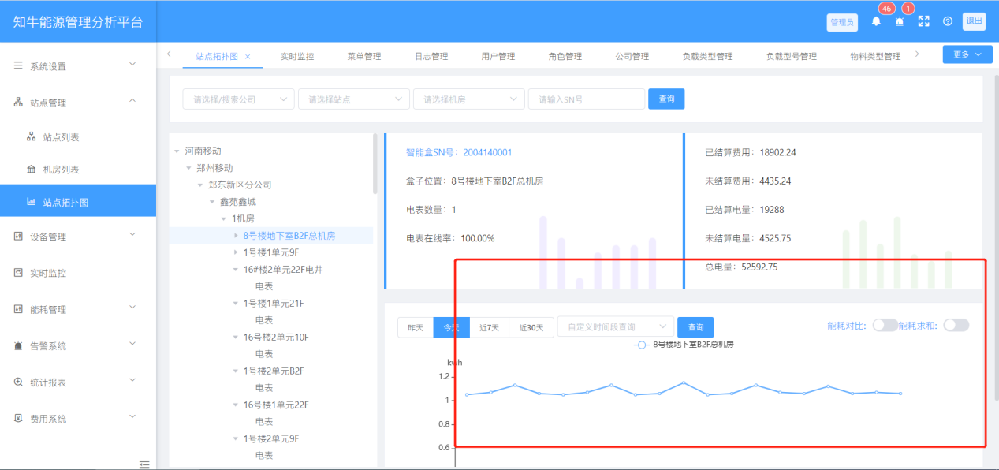 知牛能源管理分析平台
管理员
46
1
退出
系统设置
站点管理
站点列表
机房列表
站点拓扑图
设备管理
实时监控
能耗管理
告警系统
统计报表
费用系统
站点拓扑图 ×
实时监控
菜单管理
日志管理
用户管理
角色管理
公司管理
负载类型管理
负载型号管理
物料类型管理
更多
请选择/搜索公司
请选择站点
请选择机房
请输入SN号
查询
河南移动
郑州移动
郑东新区分公司
鑫苑鑫城
1机房
8号楼地下室B2F总机房
1号楼1单元9F
16#楼2单元22F电井
电表
1号楼1单元21F
电表
16号楼2单元10F
电表
1号楼2单元B2F
电表
16号楼1单元22F
电表
1号楼2单元9F
电表
智能盒SN号：2004140001
盒子位置：8号楼地下室B2F总机房
电表数量：1
电表在线率：100.00%
已结算费用：18902.24
未结算费用：4435.24
已结算电量：19288
未结算电量：4525.75
总电量：52592.75
昨天
今天
近7天
近30天
自定义时间段查询
查询
能耗对比:
能耗求和:
8号楼地下室B2F总机房
kwh
1.2
1
0.8
0.6